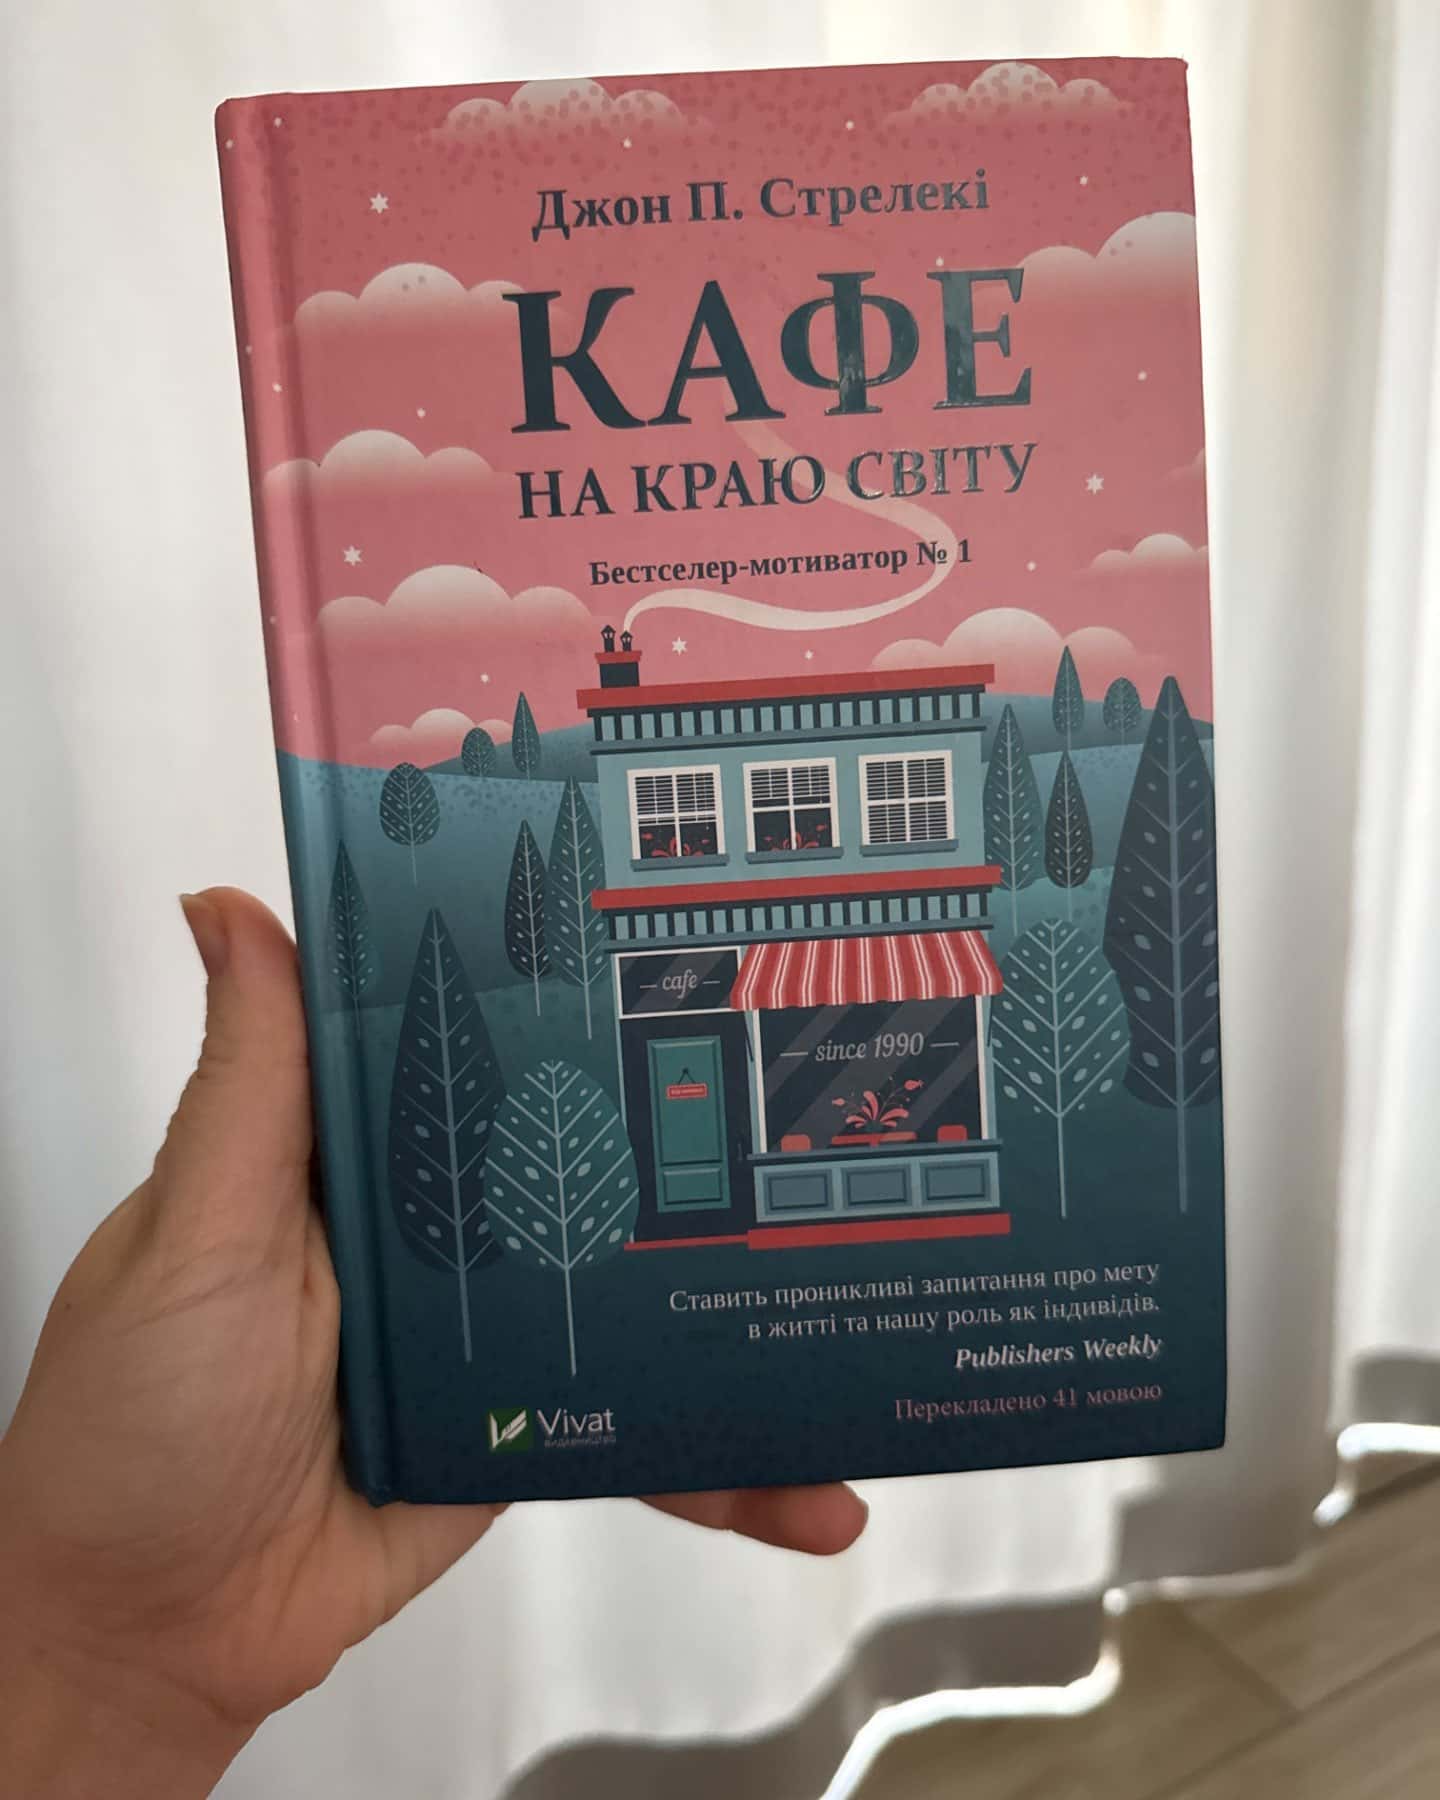 Джон П. Стрелекі
КАФЕ
НА КРАЮ СВІТУ
Бестселер-мотиватор № 1
— cafe —
— since 1990 —
Ставить проникливі запитання про мету
в житті та нашу роль як індивідів.
Publishers Weekly
Перекладено 41 мовою
Vivat
видавництво